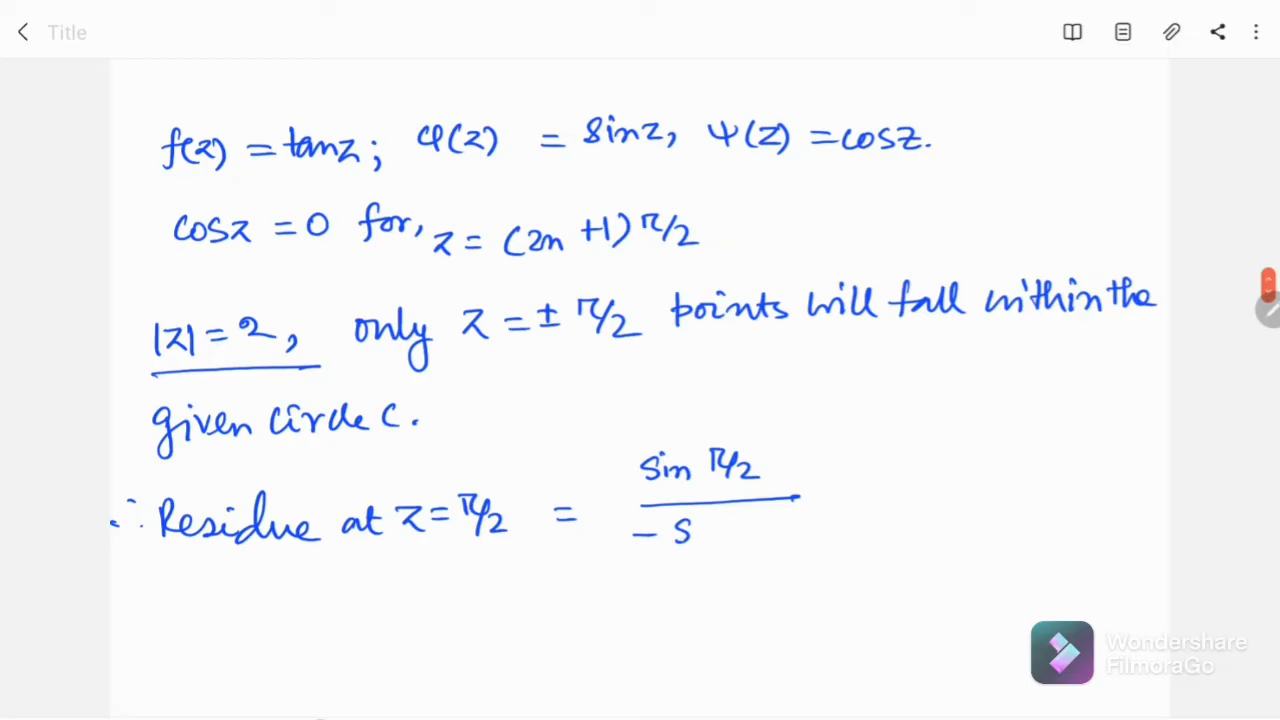 Title
f(z) = tanz; φ(z) = sinz, ψ(z) = cosz.
cosz = 0 for, z = (2n+1) π/2
|z| = 2, only z = ± π/2 points will fall within the
given circle C.
∴ Residue at z = π/2 = sin π/2
- s
Wondershare
FilmoraGo